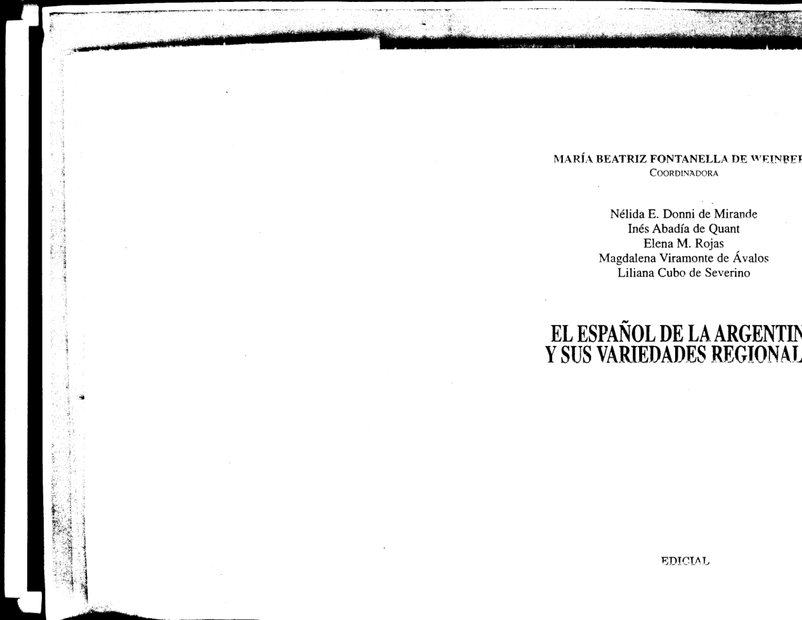 MARÍA BEATRIZ FONTANELLA DE WEINBER
COORDINADORA
Nélida E. Donni de Mirande
Inés Abadía de Quant
Elena M. Rojas
Magdalena Viramonte de Ávalos
Liliana Cubo de Severino
EL ESPAÑOL DE LA ARGENTIN
Y SUS VARIEDADES REGIONAL
EDICIAL